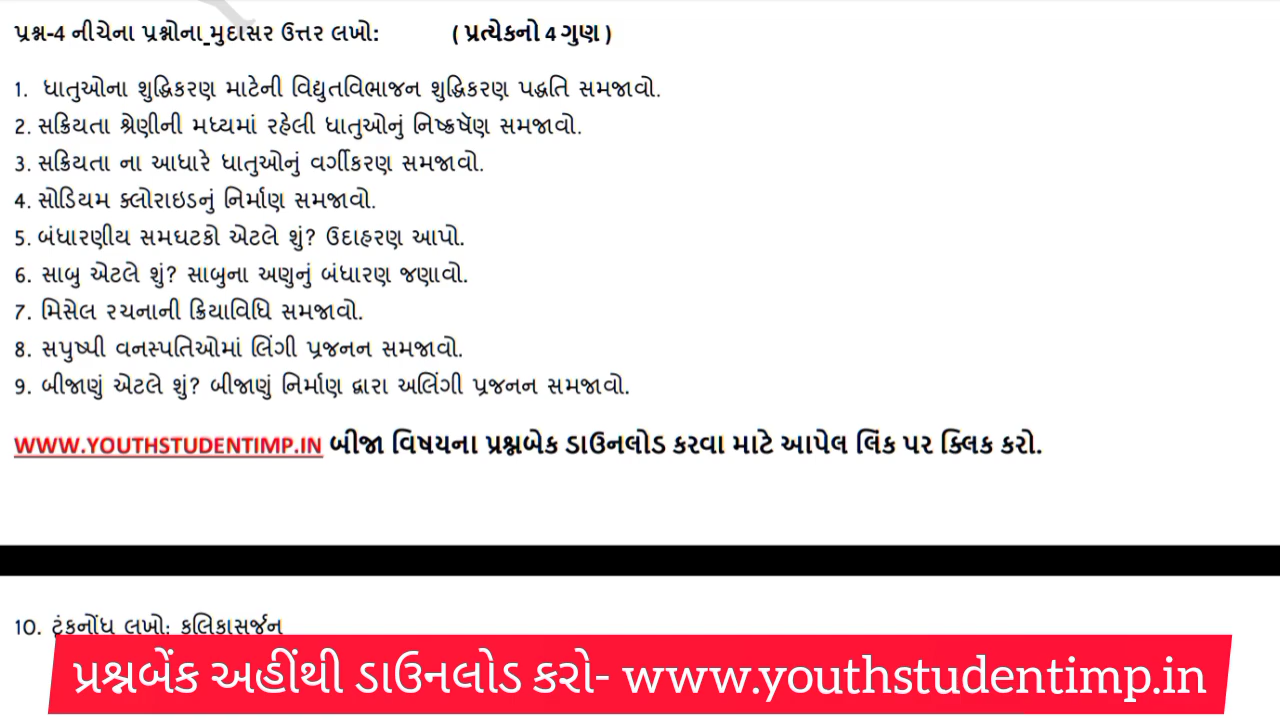 પ્રશ્ન-4 નીચેના પ્રશ્નોના મુદાસર ઉત્તર લખો: ( પ્રત્યેકનો 4 ગુણ )
1. ધાતુઓના શુદ્ધિકરણ માટેની વિદ્યુતવિભાજન શુદ્ધિકરણ પદ્ધતિ સમજાવો.
2. સક્રિયતા શ્રેણીની મધ્યમાં રહેલી ધાતુઓનું નિષ્કર્ષૅણ સમજાવો.
3. સક્રિયતા ના આધારે ધાતુઓનું વર્ગીકરણ સમજાવો.
4. સોડિયમ ક્લોરાઇડનું નિર્માણ સમજાવો.
5. બંધારણીય સમઘટકો એટલે શું? ઉદાહરણ આપો.
6. સાબુ એટલે શું? સાબુના અણુનું બંધારણ જણાવો.
7. મિસેલ રચનાની ક્રિયાવિધિ સમજાવો.
8. સપુષ્પી વનસ્પતિઓમાં લિંગી પ્રજનન સમજાવો.
9. બીજાણું એટલે શું? બીજાણું નિર્માણ દ્વારા અલિંગી પ્રજનન સમજાવો.
WWW.YOUTHSTUDENTIMP.IN બીજા વિષયના પ્રશ્નબેક ડાઉનલોડ કરવા માટે આપેલ લિંક પર ક્લિક કરો.
10. ટૂંકનોંધ લખો: કલિકાસર્જન
પ્રશ્નબેંક અહીંથી ડાઉનલોડ કરો- www.youthstudentimp.in